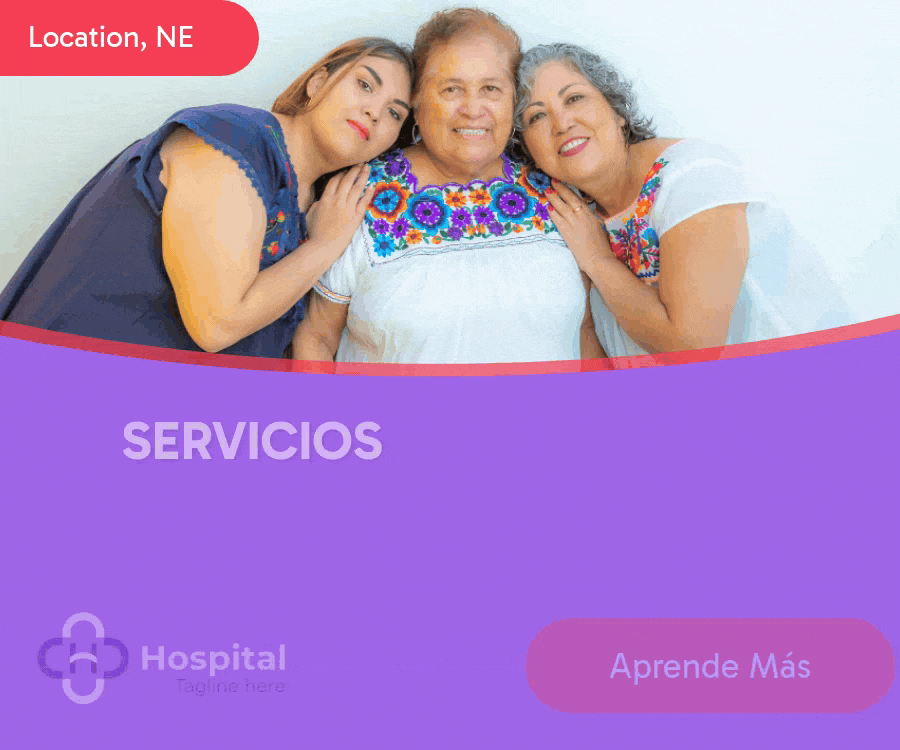 Location, NE
SERVICIOS
Hospital
Tagline here
Aprende Más